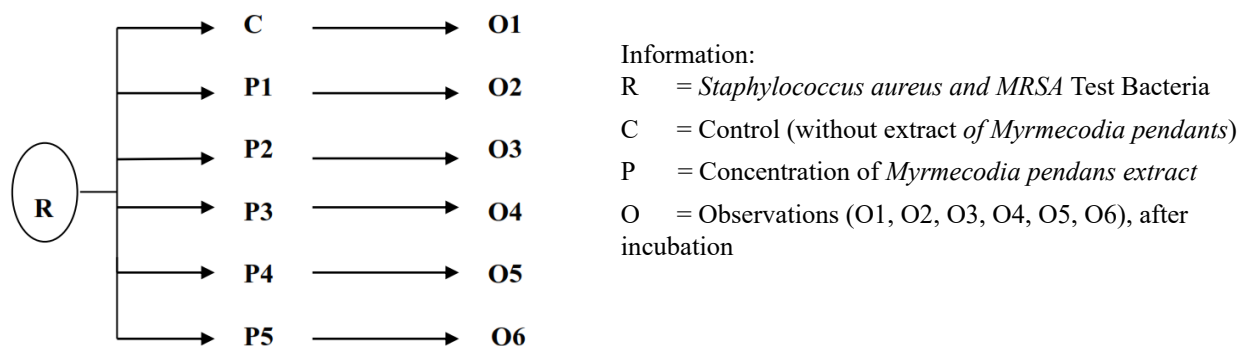 C O1
P1 O2
P2 O3
R P3 O4
P4 O5
P5 O6
Information:
R = Staphylococcus aureus and MRSA Test Bacteria
C = Control (without extract of Myrmecodia pendants)
P = Concentration of Myrmecodia pendans extract
O = Observations (O1, O2, O3, O4, O5, O6), after
incubation